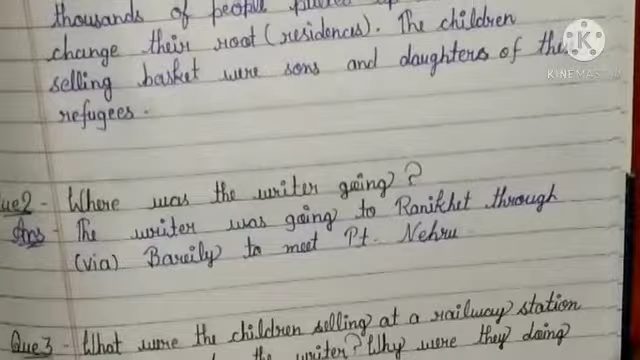 thousands of people
change their root (residences). The children
selling basket were sons and daughters of the
refugees.
Que2 - Where was the writer going?
Ans - The writer was going to Ranikhet through
(via) Bareily to meet Pt. Nehru
Que3 - What were the children selling at a railway station
the writer? Why were they doing
KINEMAS